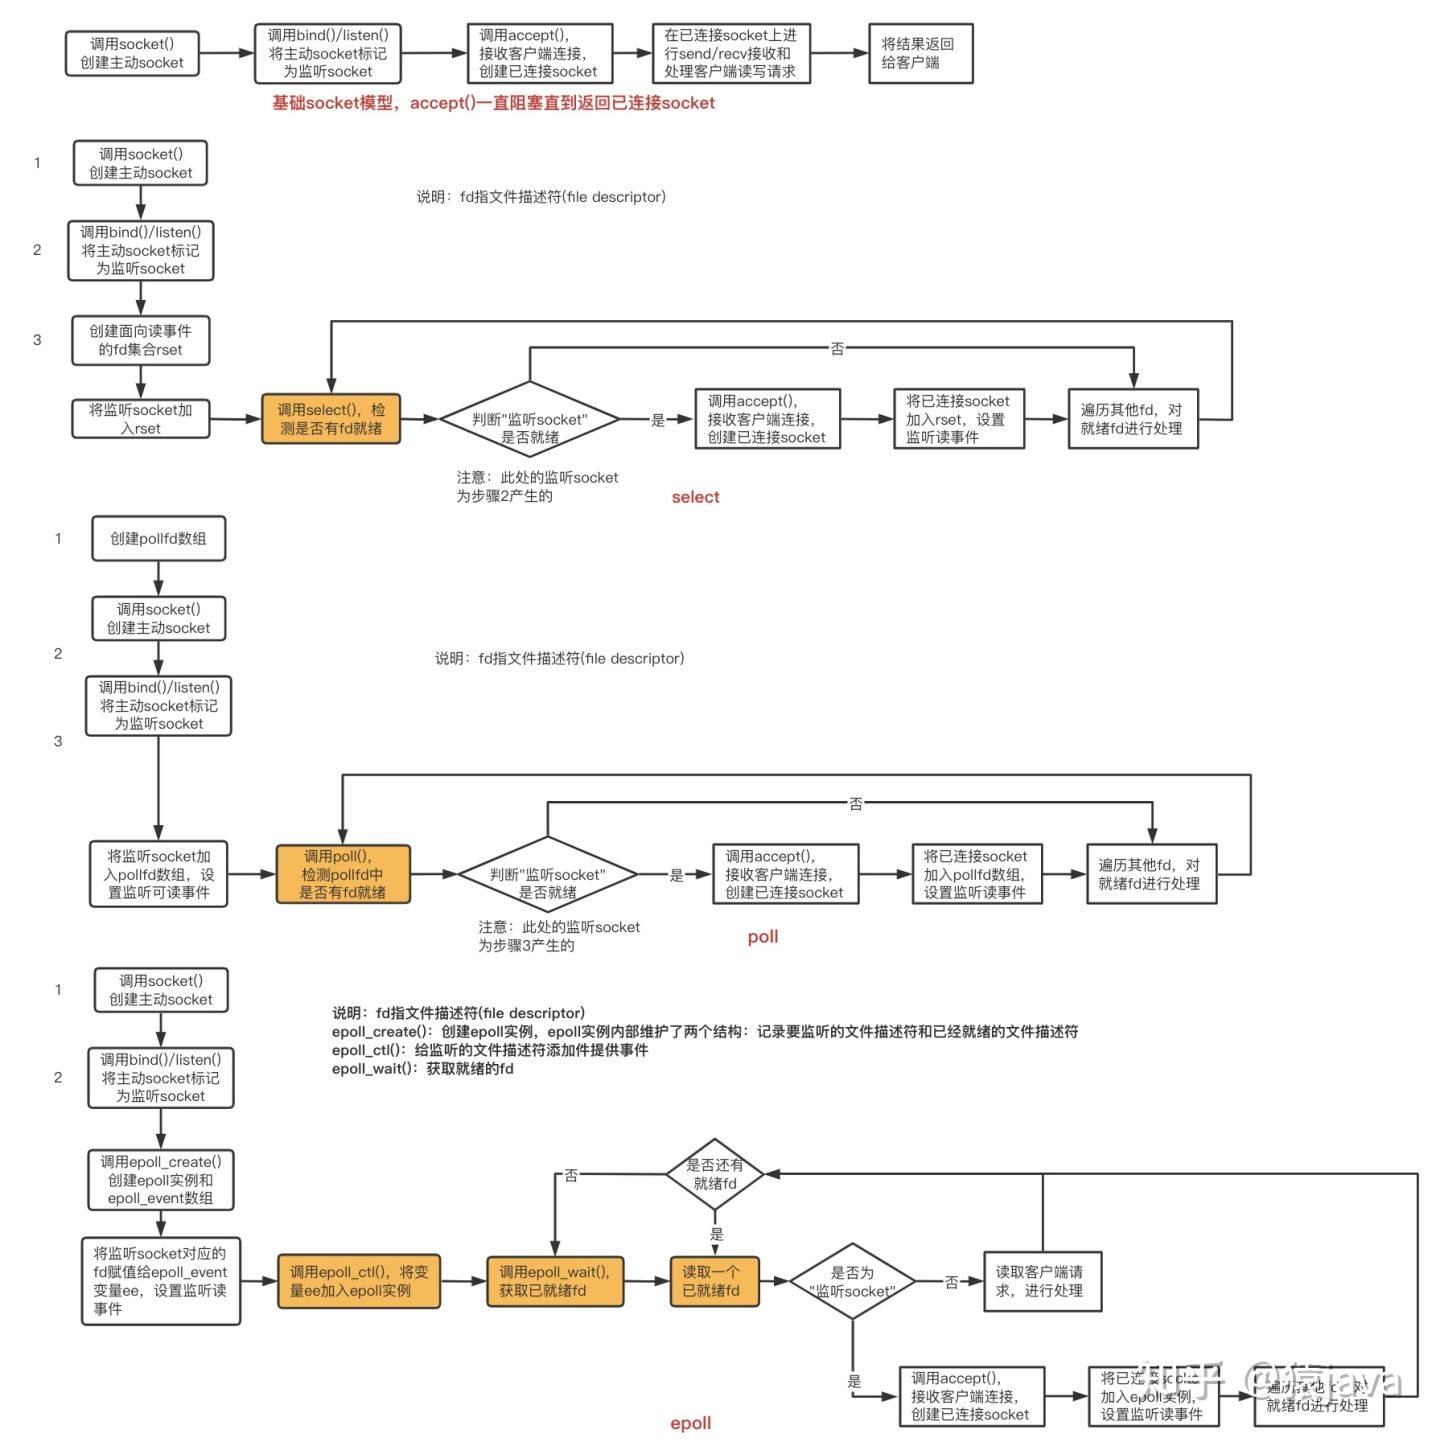 调用socket()
创建主动socket
调用bind()/listen()
将主动socket标记
为监听socket
调用accept(),
接收客户端连接,
创建已连接socket
在已连接socket上进
行send/recv接收和
处理客户端读写请求
将结果返回
给客户端
基础socket模型，accept()一直阻塞直到返回已连接socket
1
调用socket()
创建主动socket
说明：fd指文件描述符(file descriptor)
2
调用bind()/listen()
将主动socket标记
为监听socket
3
创建面向读事件
的fd集合rset
将监听socket加
入rset
调用select()，检
测是否有fd就绪
判断"监听socket"
是否就绪
否
是
调用accept(),
接收客户端连接,
创建已连接socket
将已连接socket
加入rset，设置
监听读事件
遍历其他fd，对
就绪fd进行处理
注意：此处的监听socket
为步骤2产生的
select
1
创建pollfd数组
调用socket()
创建主动socket
2
说明：fd指文件描述符(file descriptor)
调用bind()/listen()
将主动socket标记
为监听socket
3
将监听socket加
入pollfd数组，设
置监听可读事件
调用poll(),
检测pollfd中
是否有fd就绪
判断"监听socket"
是否就绪
否
是
调用accept(),
接收客户端连接,
创建已连接socket
将已连接socket
加入pollfd数组,
设置监听读事件
遍历其他fd，对
就绪fd进行处理
注意：此处的监听socket
为步骤3产生的
poll
1
调用socket()
创建主动socket
说明：fd指文件描述符(file descriptor)
epoll_create()：创建epoll实例，epoll实例内部维护了两个结构：记录要监听的文件描述符和已经就绪的文件描述符
epoll_ctl()：给监听的文件描述符添加件提供事件
epoll_wait()：获取就绪的fd
2
调用bind()/listen()
将主动socket标记
为监听socket
调用epoll_create()
创建epoll实例和
epoll_event数组
将监听socket对应的
fd赋值给epoll_event
变量ee，设置监听读
事件
调用epoll_ctl()，将变
量ee加入epoll实例
调用epoll_wait(),
获取已就绪fd
是否还有
就绪fd
否
是
读取一个
已就绪fd
是否为
"监听socket"
否
读取客户端请
求，进行处理
是
调用accept(),
接收客户端连接,
创建已连接socket
将已连接socket
加入epoll实例,
设置监听读事件
遍历其他fd，对
就绪fd进行处理
知乎 @猿java
epoll